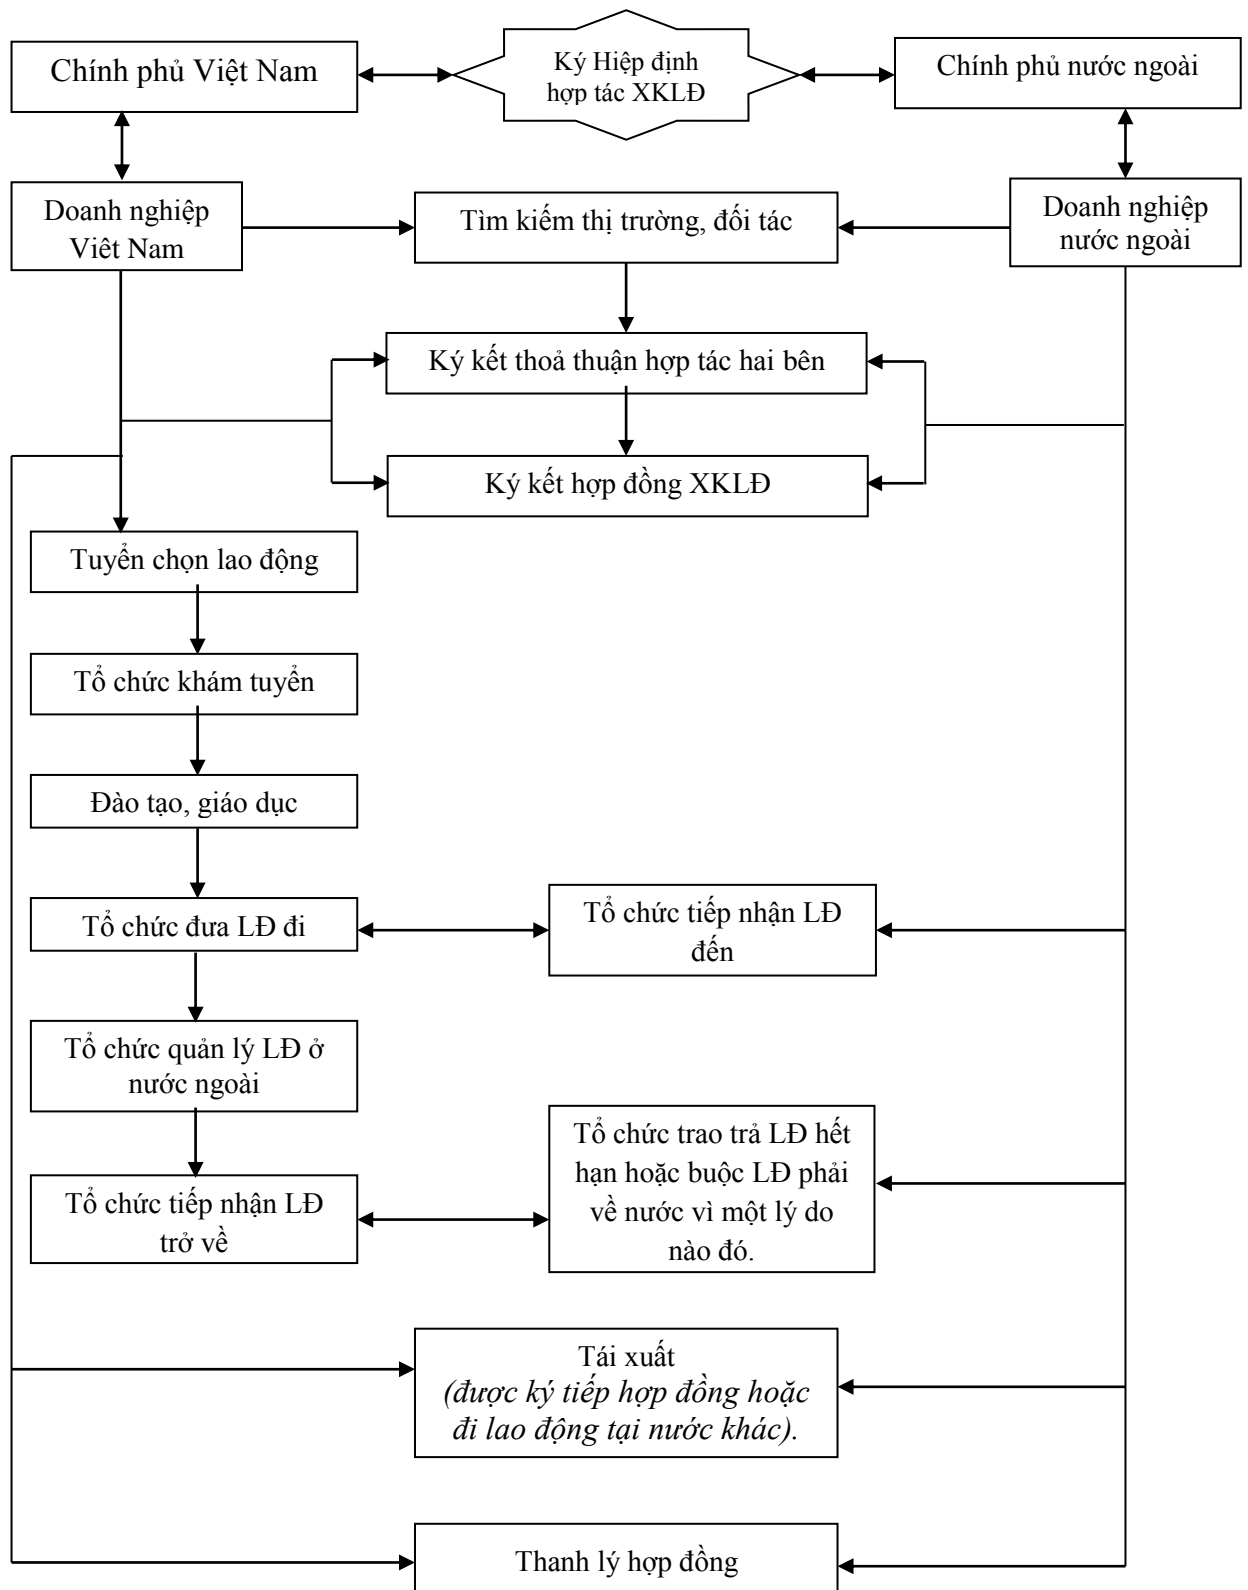 Chính phủ Việt Nam
Ký Hiệp định
hợp tác XKLĐ
Chính phủ nước ngoài
Doanh nghiệp
Viêt Nam
Tìm kiếm thị trường, đối tác
Doanh nghiệp
nước ngoài
Ký kết thoả thuận hợp tác hai bên
Ký kết hợp đồng XKLĐ
Tuyển chọn lao động
Tổ chức khám tuyển
Đào tạo, giáo dục
Tổ chức đưa LĐ đi
Tổ chức tiếp nhận LĐ
đến
Tổ chức quản lý LĐ ở
nước ngoài
Tổ chức trao trả LĐ hết
hạn hoặc buộc LĐ phải
về nước vì một lý do
nào đó.
Tổ chức tiếp nhận LĐ
trở về
Tái xuất
(được ký tiếp hợp đồng hoặc
đi lao động tại nước khác).
Thanh lý hợp đồng